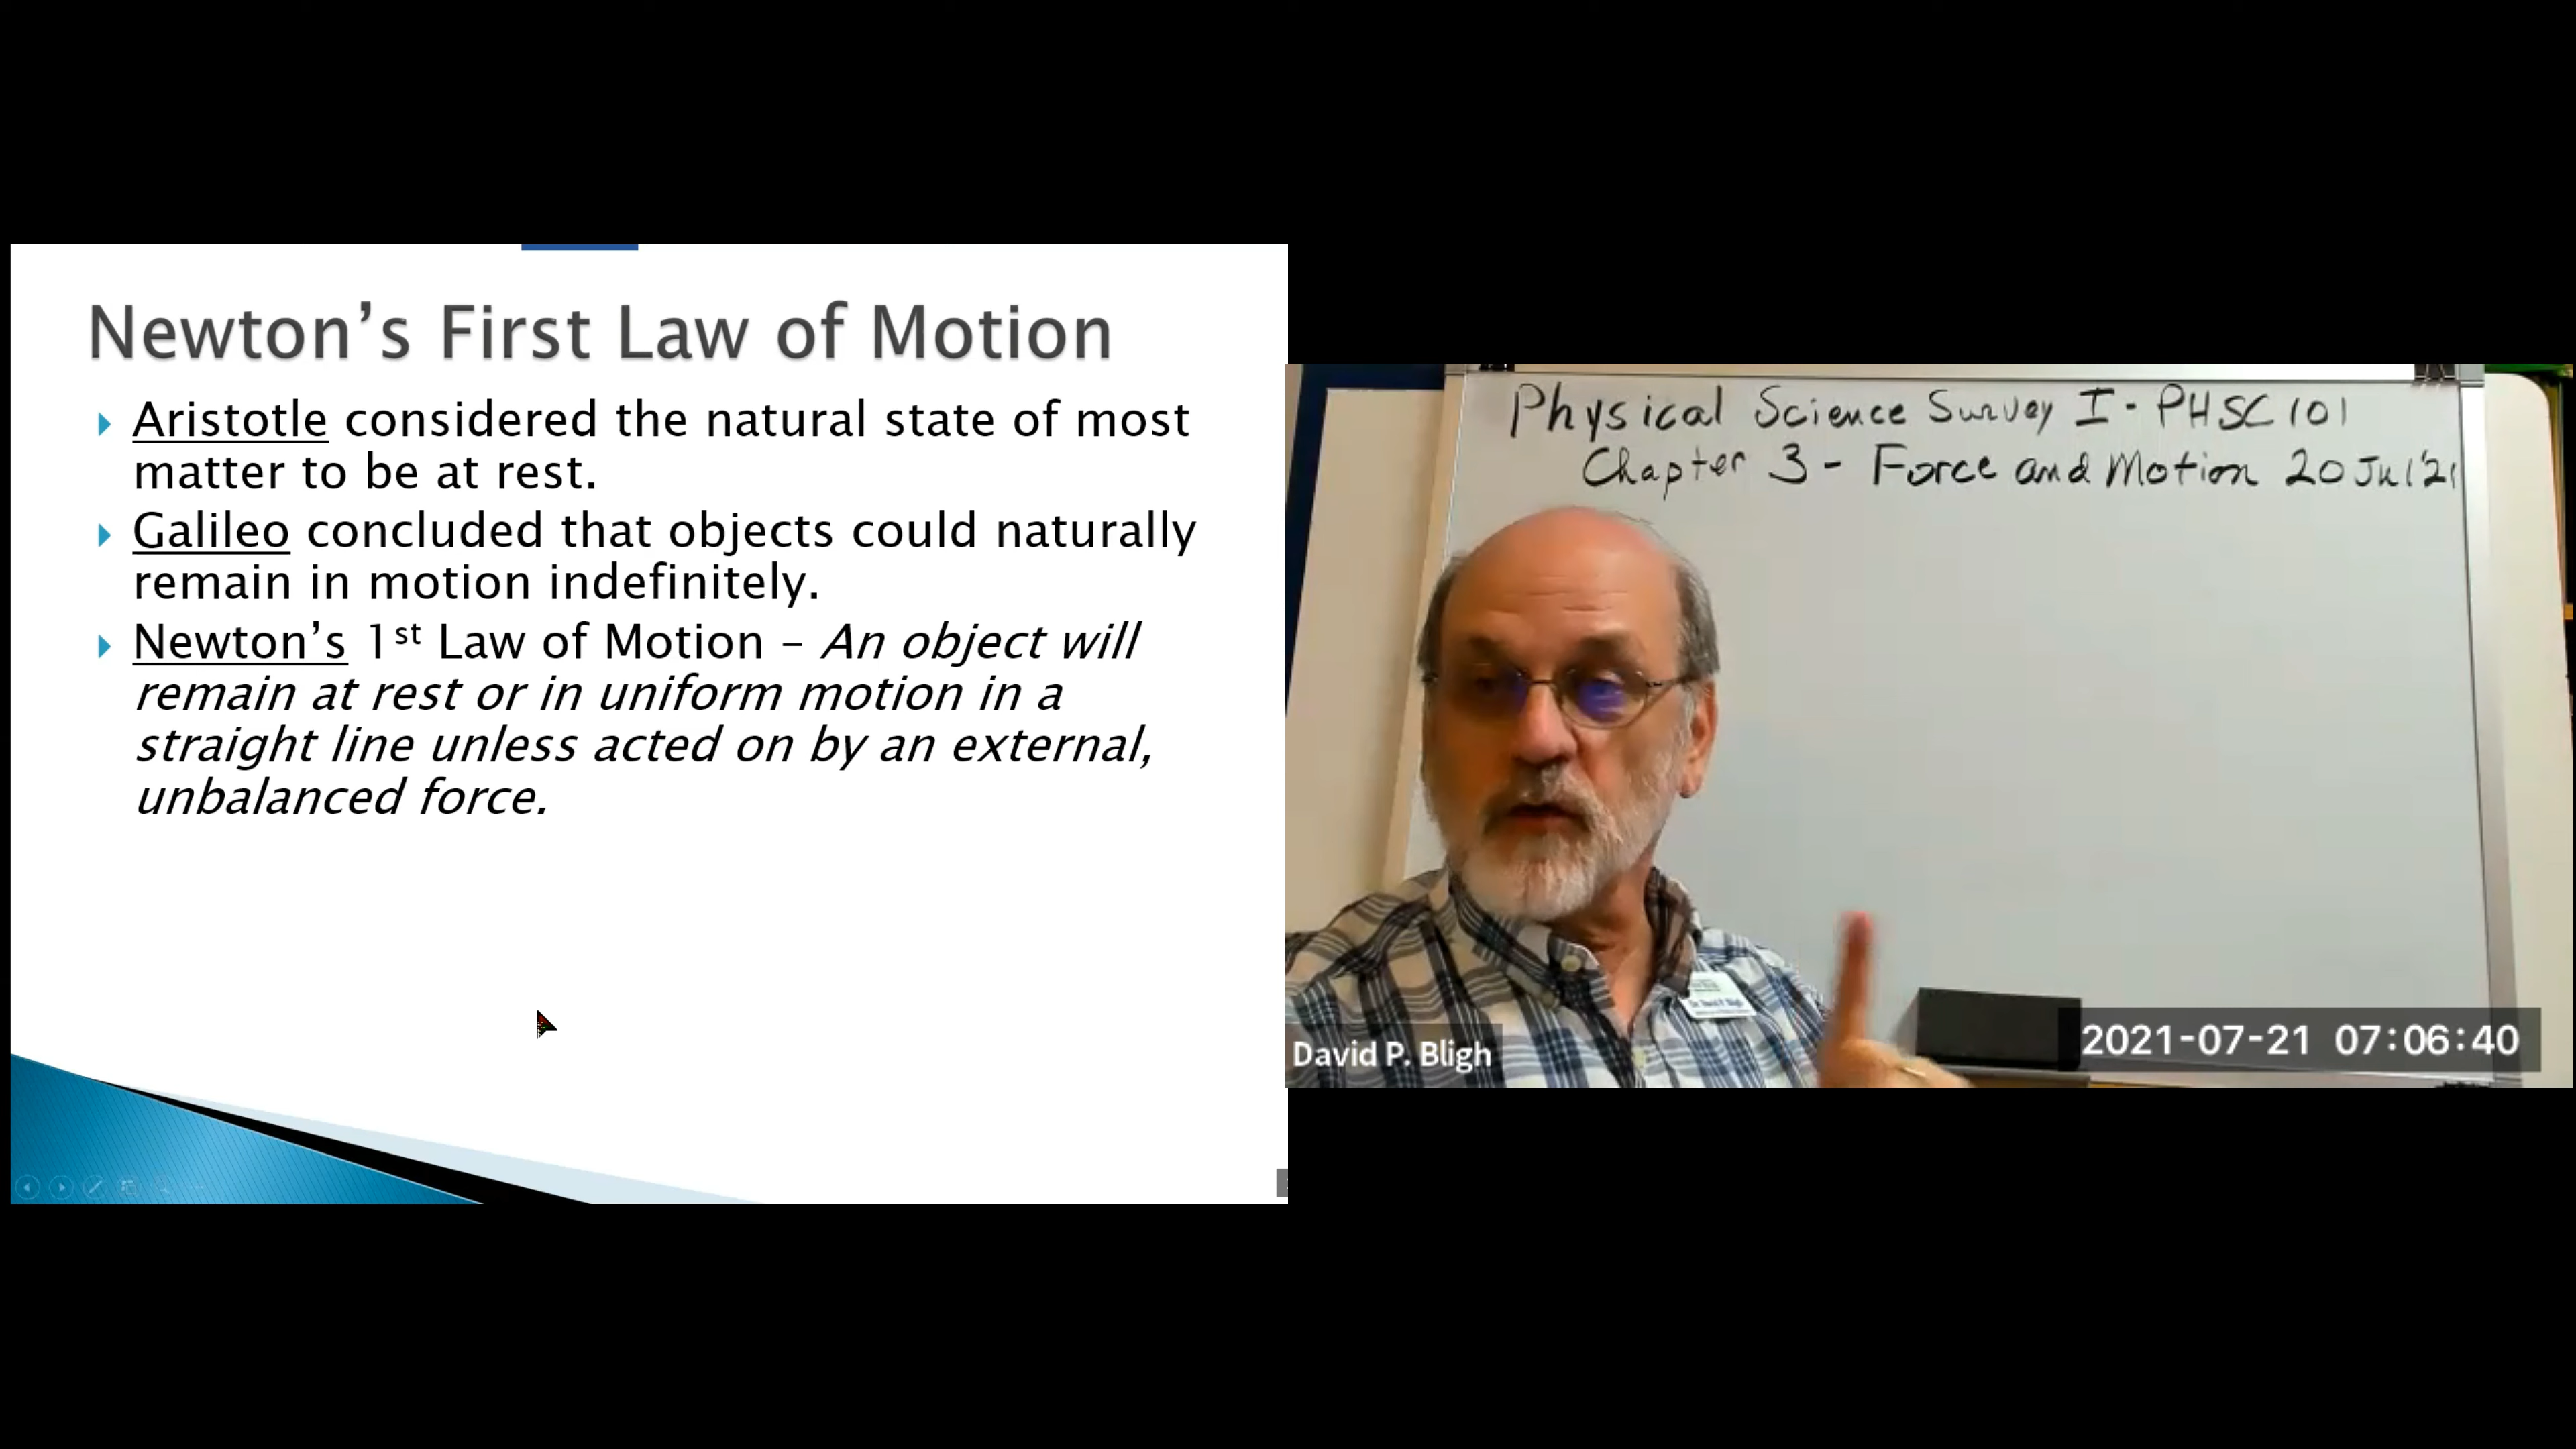 Newton’s First Law of Motion
Aristotle considered the natural state of most
matter to be at rest.
Galileo concluded that objects could naturally
remain in motion indefinitely.
Newton’s 1st Law of Motion – An object will
remain at rest or in uniform motion in a
straight line unless acted on by an external,
unbalanced force.
Physical Science Survey I - PHSC 101
Chapter 3 - Force and Motion 20 Jul '21
David P. Bligh
2021-07-21 07:06:40